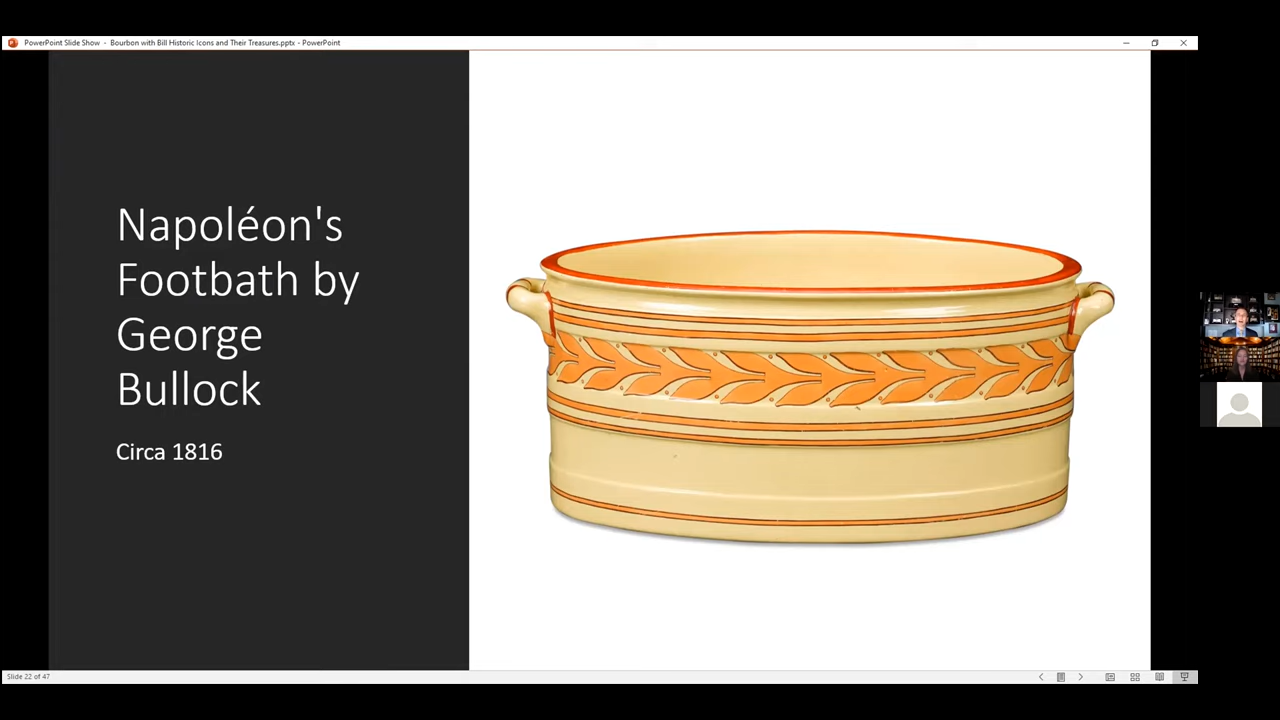 PowerPoint Slide Show - Bourbon with Bill Historic Icons and Their Treasures.pptx - PowerPoint
Napoléon's
Footbath by
George
Bullock
Circa 1816
Slide 22 of 47